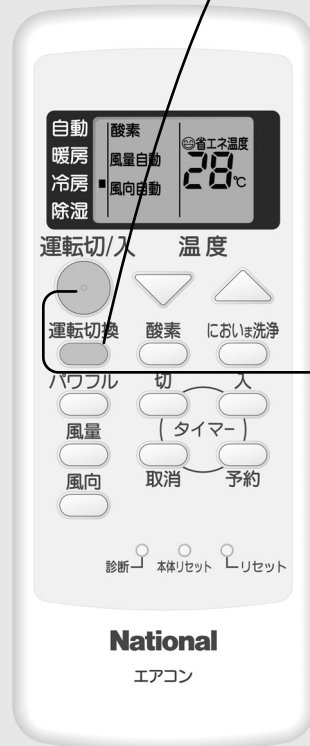 自動 酸素
暖房 風量自動 省エネ温度
冷房 風向自動 28℃
除湿
運転切/入 温度
運転切換 酸素 においま洗浄
パワフル 切 入
風量 (タイマー)
風向 取消 予約
診断 本体リセット リセット
National
エアコン